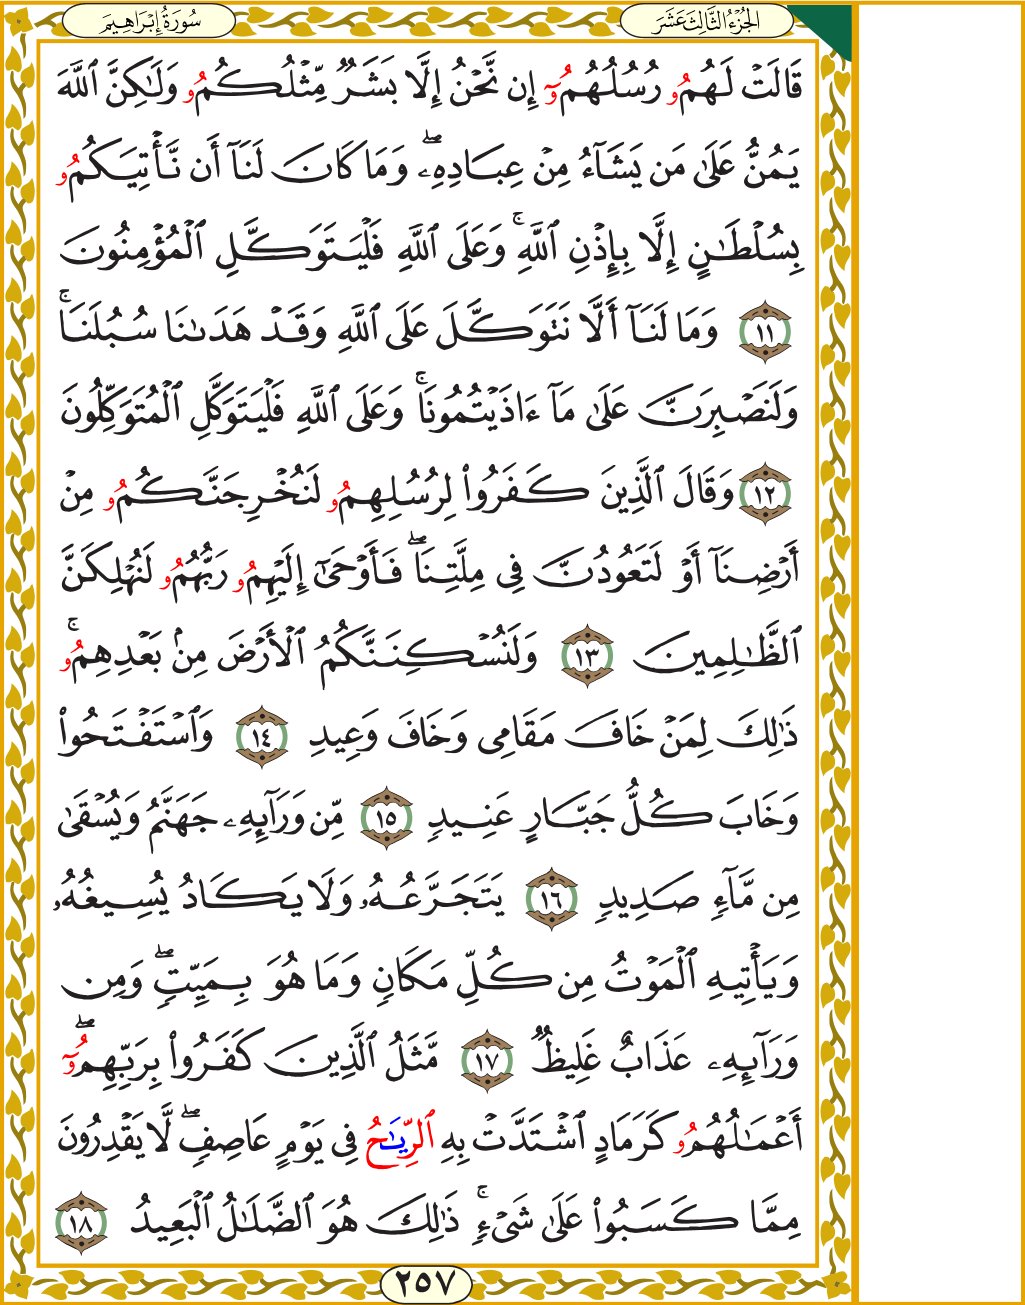 الجُزْءُ الثَّالِثَ عَشَرَ
سُورَةُ إِبْرَاهِيمَ
قَالَتْ لَهُمُۥ رُسُلُهُمُۥٓ إِن نَّحْنُ إِلَّا بَشَرٌ مِّثْلُكُمُۥ وَلَٰكِنَّ ٱللَّهَ
يَمُنُّ عَلَىٰ مَن يَشَآءُ مِنْ عِبَادِهِۦۖ وَمَا كَانَ لَنَآ أَن نَّأْتِيَكُمُۥ
بِسُلْطَٰنٍ إِلَّا بِإِذْنِ ٱللَّهِۚ وَعَلَى ٱللَّهِ فَلْيَتَوَكَّلِ ٱلْمُؤْمِنُونَ
١١ وَمَا لَنَآ أَلَّا نَتَوَكَّلَ عَلَى ٱللَّهِ وَقَدْ هَدَىٰنَا سُبُلَنَاۚ
وَلَنَصْبِرَنَّ عَلَىٰ مَآ ءَاذَيْتُمُونَاۚ وَعَلَى ٱللَّهِ فَلْيَتَوَكَّلِ ٱلْمُتَوَكِّلُونَ
١٢ وَقَالَ ٱلَّذِينَ كَفَرُوا۟ لِرُسُلِهِمُۥ لَنُخْرِجَنَّكُمُۥ مِنْ
أَرْضِنَآ أَوْ لَتَعُودُنَّ فِى مِلَّتِنَاۖ فَأَوْحَىٰٓ إِلَيْهِمُۥ رَبُّهُمُۥ لَنُهْلِكَنَّ
ٱلظَّٰلِمِينَ ١٣ وَلَنُسْكِنَنَّكُمُ ٱلْأَرْضَ مِنۢ بَعْدِهِمُۥۚ
ذَٰلِكَ لِمَنْ خَافَ مَقَامِى وَخَافَ وَعِيدِ ١٤ وَٱسْتَفْتَحُوا۟
وَخَابَ كُلُّ جَبَّارٍ عَنِيدٍ ١٥ مِّن وَرَآئِهِۦ جَهَنَّمُ وَيُسْقَىٰ
مِن مَّآءٍ صَدِيدٍ ١٦ يَتَجَرَّعُهُۥ وَلَا يَكَادُ يُسِيغُهُۥ
وَيَأْتِيهِ ٱلْمَوْتُ مِن كُلِّ مَكَانٍ وَمَا هُوَ بِمَيِّتٍۖ وَمِن
وَرَآئِهِۦ عَذَابٌ غَلِيظٌ ١٧ مَّثَلُ ٱلَّذِينَ كَفَرُوا۟ بِرَبِّهِمُۥٓۖ
أَعْمَٰلُهُمُۥ كَرَمَادٍ ٱشْتَدَّتْ بِهِ ٱلرِّيَٰحُ فِى يَوْمٍ عَاصِفٍۖ لَّا يَقْدِرُونَ
مِمَّا كَسَبُوا۟ عَلَىٰ شَىْءٍۚ ذَٰلِكَ هُوَ ٱلضَّلَٰلُ ٱلْبَعِيدُ ١٨
٢٥٧